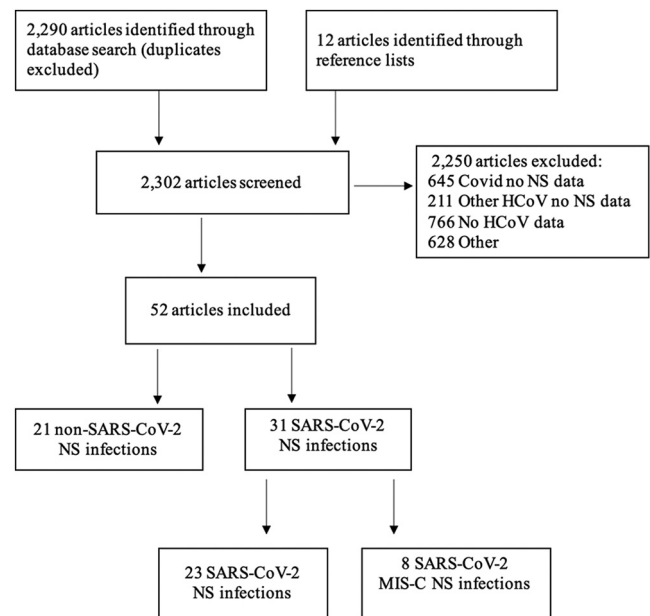 2,290 articles identified through
database search (duplicates
excluded)
12 articles identified through
reference lists
2,302 articles screened
2,250 articles excluded:
645 Covid no NS data
211 Other HCoV no NS data
766 No HCoV data
628 Other
52 articles included
21 non-SARS-CoV-2
NS infections
31 SARS-CoV-2
NS infections
23 SARS-CoV-2
NS infections
8 SARS-CoV-2
MIS-C NS infections